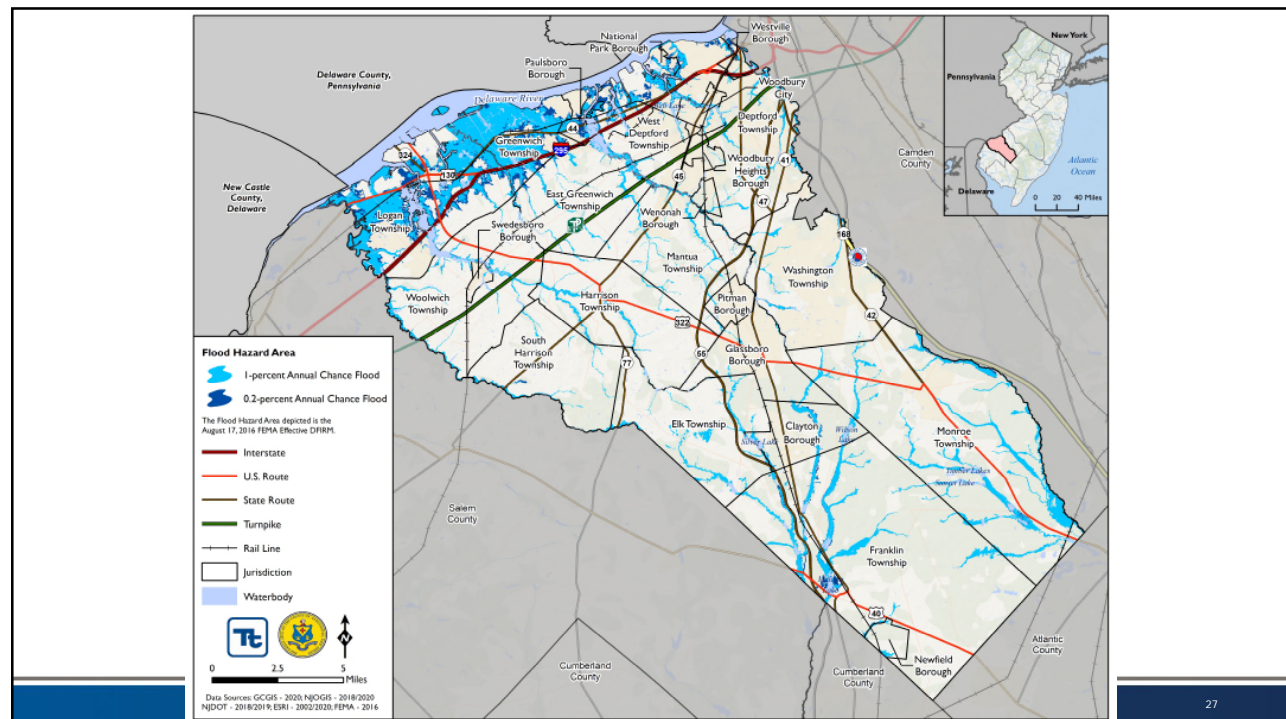 National
Park Borough
Westville
Borough
New York
Pennsylvania
Atlantic
Ocean
Delaware
0 20 40 Miles
Paulsboro
Borough
Delaware County,
Pennsylvania
Delaware River
Woodbury
City
West
Deptford
Township
Deptford
Township
44
Greenwich
Township
295
324
130
Camden
County
Woodbury
Heights
Borough
41
45
47
New Castle
County,
Delaware
East Greenwich
Township
Logan
Township
Swedesboro
Borough
Wenonah
Borough
168
Mantua
Township
Washington
Township
Woolwich
Township
Harrison
Township
Pitman
Borough
322
42
South
Harrison
Township
77
55
Glassboro
Borough
Elk Township
Silver Lake
Clayton
Borough
Wilson
Lake
Monroe
Township
Timber Lakes
Sunset Lake
Salem
County
Franklin
Township
40
Newfield
Borough
Atlantic
County
Cumberland
County
Cumberland
County
Flood Hazard Area
1-percent Annual Chance Flood
0.2-percent Annual Chance Flood
The Flood Hazard Area depicted is the
August 17, 2016 FEMA Effective DFIRM.
Interstate
U.S. Route
State Route
Turnpike
Rail Line
Jurisdiction
Waterbody
Tt
N
0 2.5 5
Miles
Data Sources: GCGIS - 2020; NJOGIS - 2018/2020
NJDOT - 2018/2019; ESRI - 2002/2020; FEMA - 2016
27